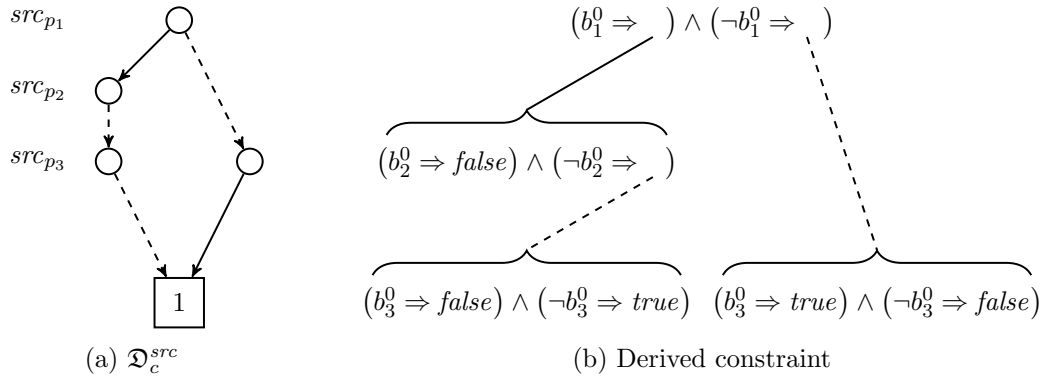 src_{p_1}
(b_1^0 ⇒   ) ∧ (¬b_1^0 ⇒   )
src_{p_2}
src_{p_3}
(b_2^0 ⇒ false) ∧ (¬b_2^0 ⇒   )
1
(b_3^0 ⇒ false) ∧ (¬b_3^0 ⇒ true)
(b_3^0 ⇒ true) ∧ (¬b_3^0 ⇒ false)
(a) 𝔇_c^{src}
(b) Derived constraint